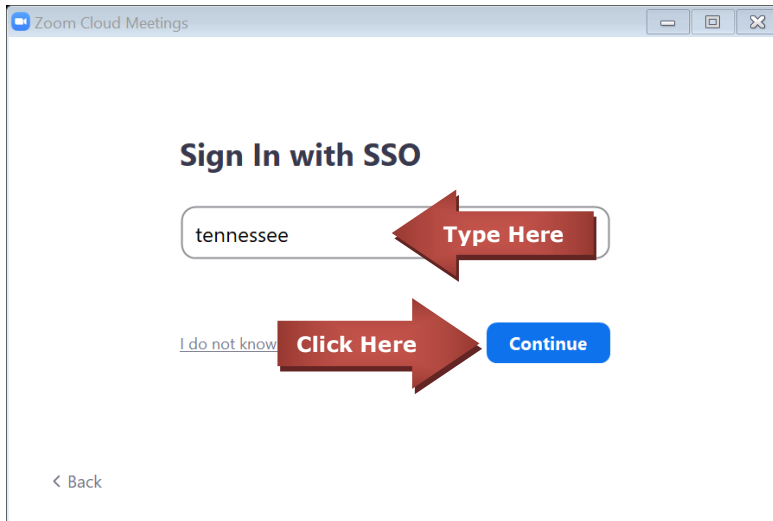 Zoom Cloud Meetings
Sign In with SSO
tennessee
Type Here
I do not know
Click Here
Continue
< Back